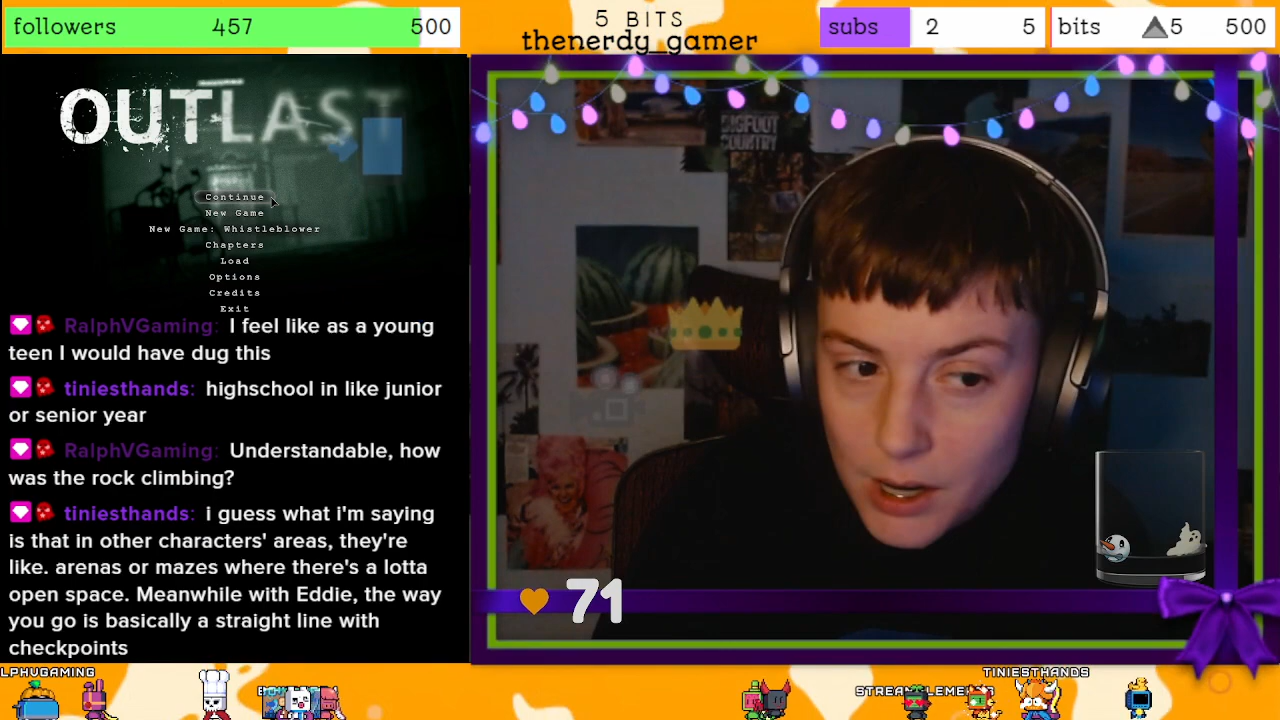 followers 457 500
5 BITS
thenerdy_gamer
subs 2 5
bits 5 500
OUTLAST
BIGFOOT
COUNTRY
Continue
New Game
New Game: Whistleblower
Chapters
Load
Options
Credits
Exit
RalphVGaming: I feel like as a young
teen I would have dug this
tiniesthands: highschool in like junior
or senior year
RalphVGaming: Understandable, how
was the rock climbing?
tiniesthands: i guess what i'm saying
is that in other characters' areas, they're
like. arenas or mazes where there's a lotta
open space. Meanwhile with Eddie, the way
you go is basically a straight line with
checkpoints
71
LPHVGAMING
TINIESTHANDS